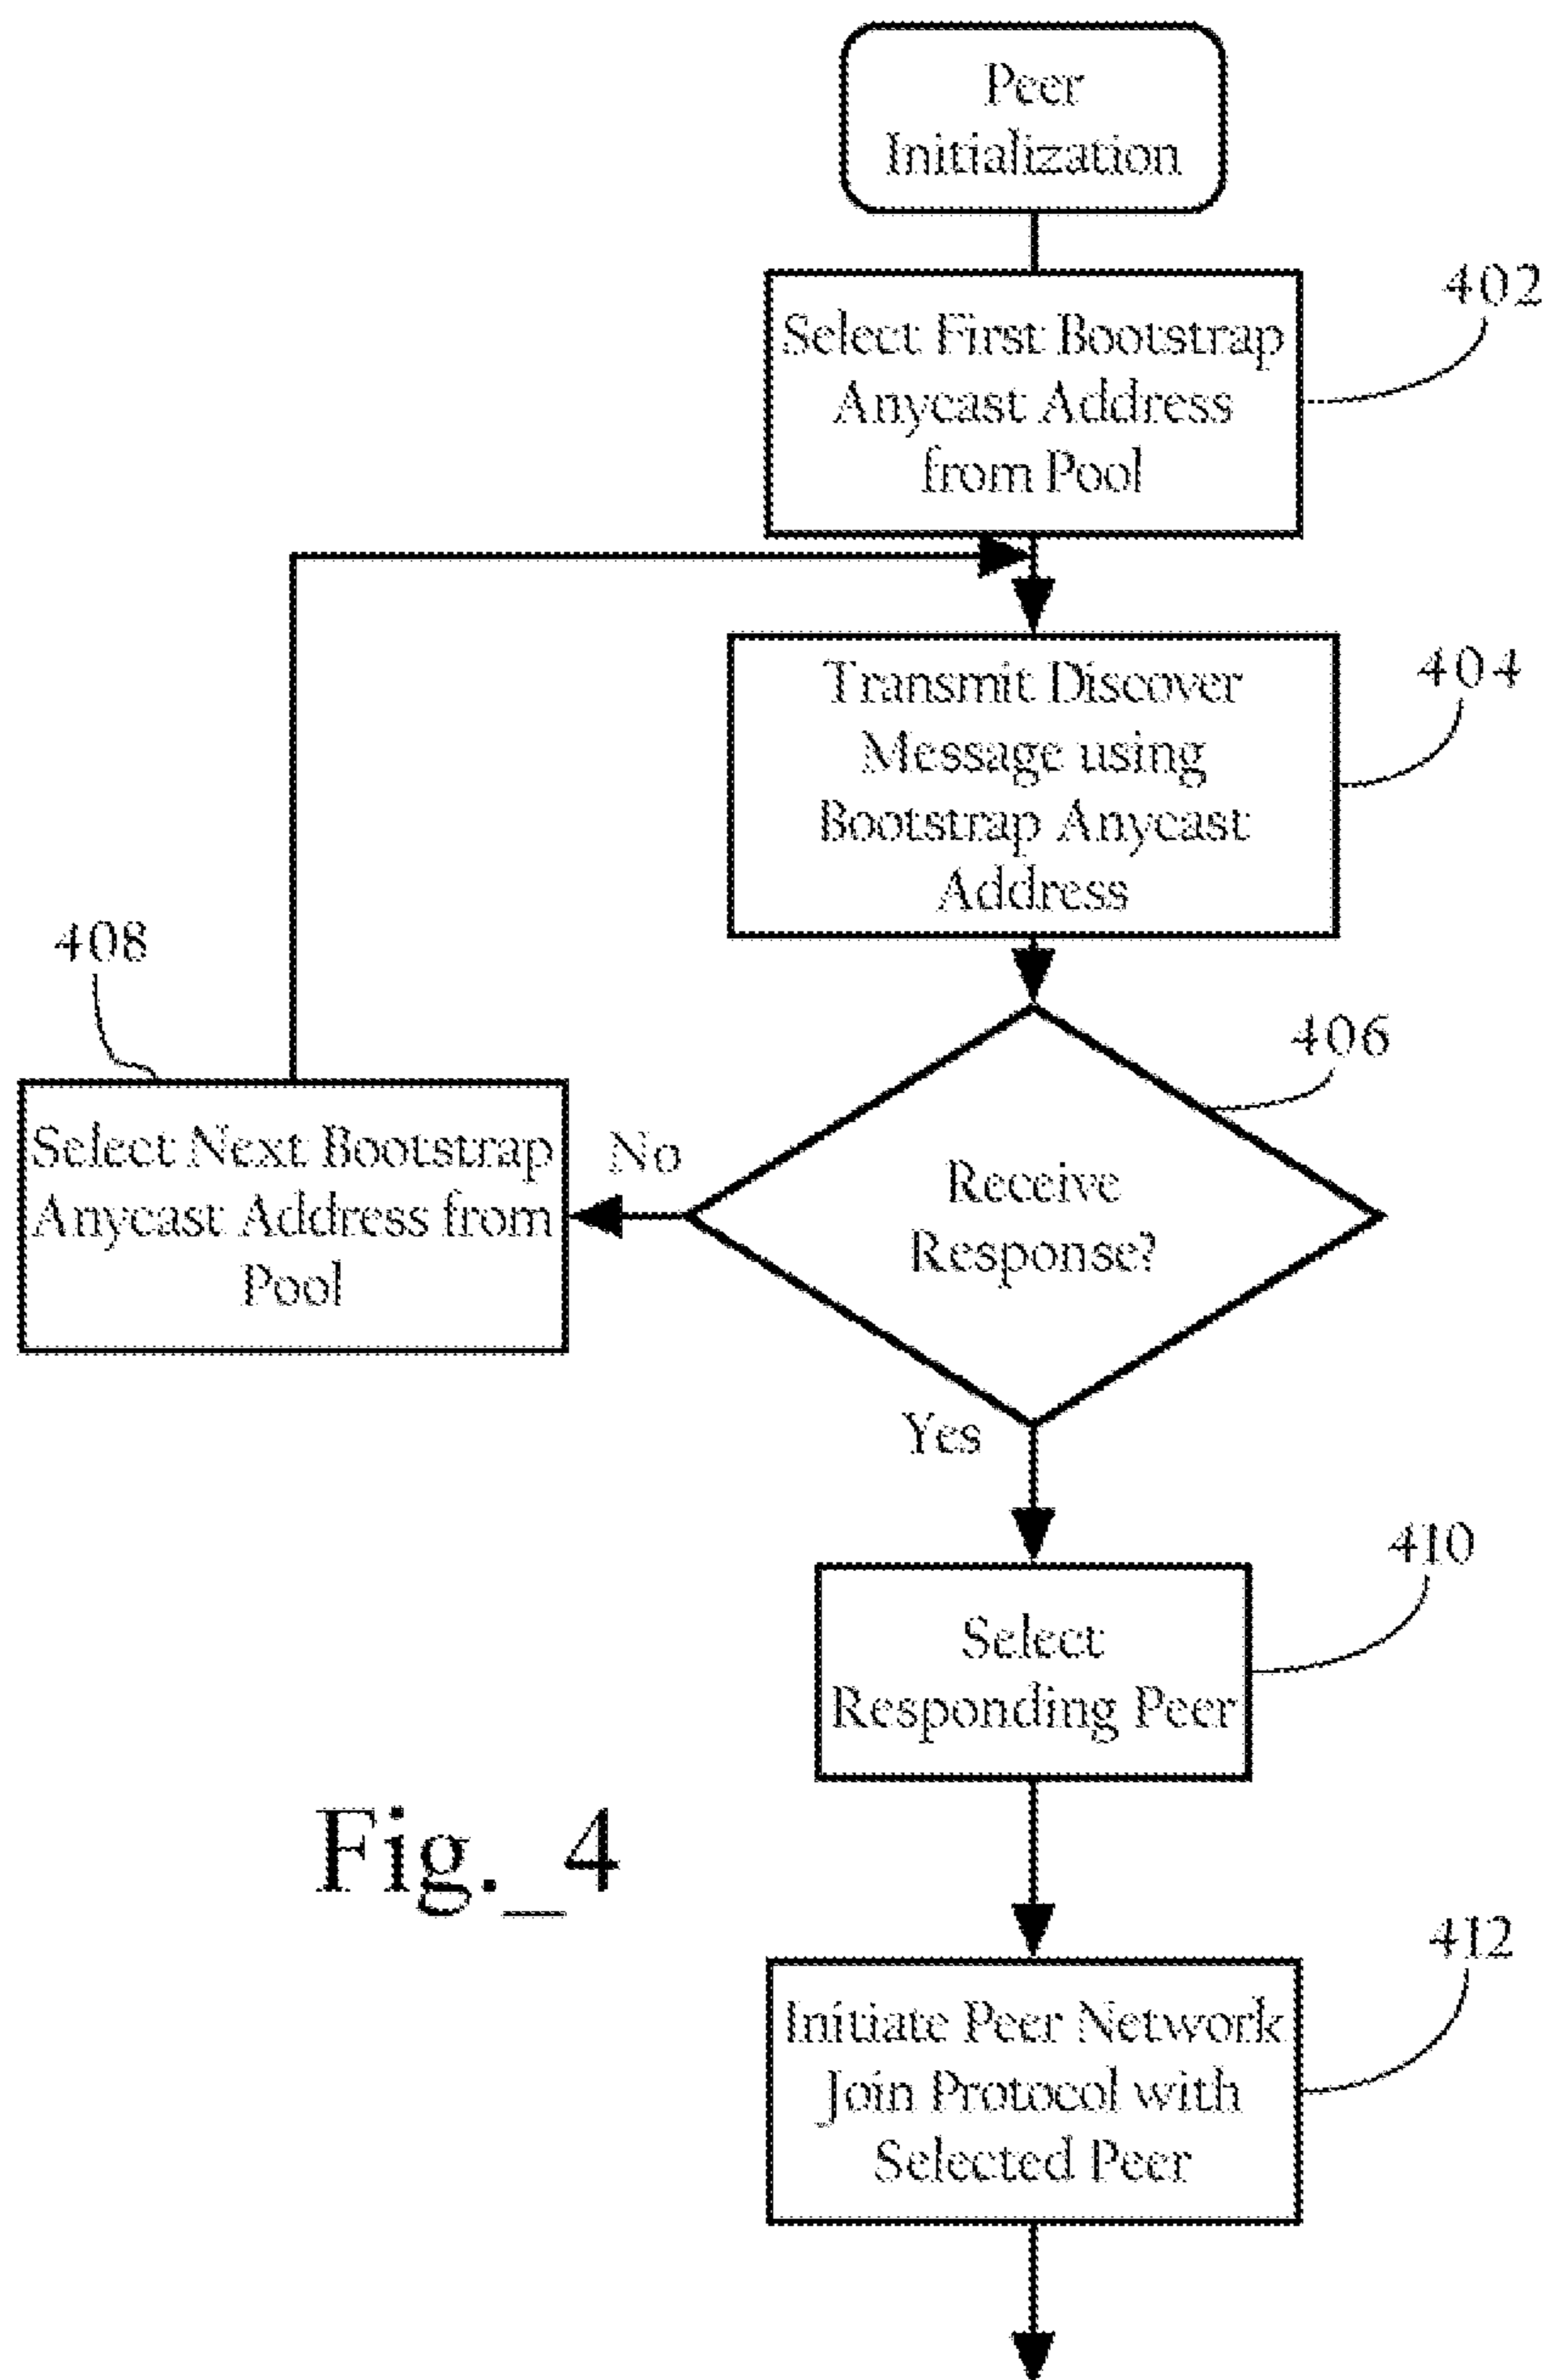 Peer
Initialization
402
Select First Bootstrap
Anycast Address
from Pool
404
Transmit Discover
Message using
Bootstrap Anycast
Address
408
406
Select Next Bootstrap
Anycast Address from
Pool
No
Receive
Response?
Yes
410
Select
Responding Peer
Fig._4
412
Initiate Peer Network
Join Protocol with
Selected Peer